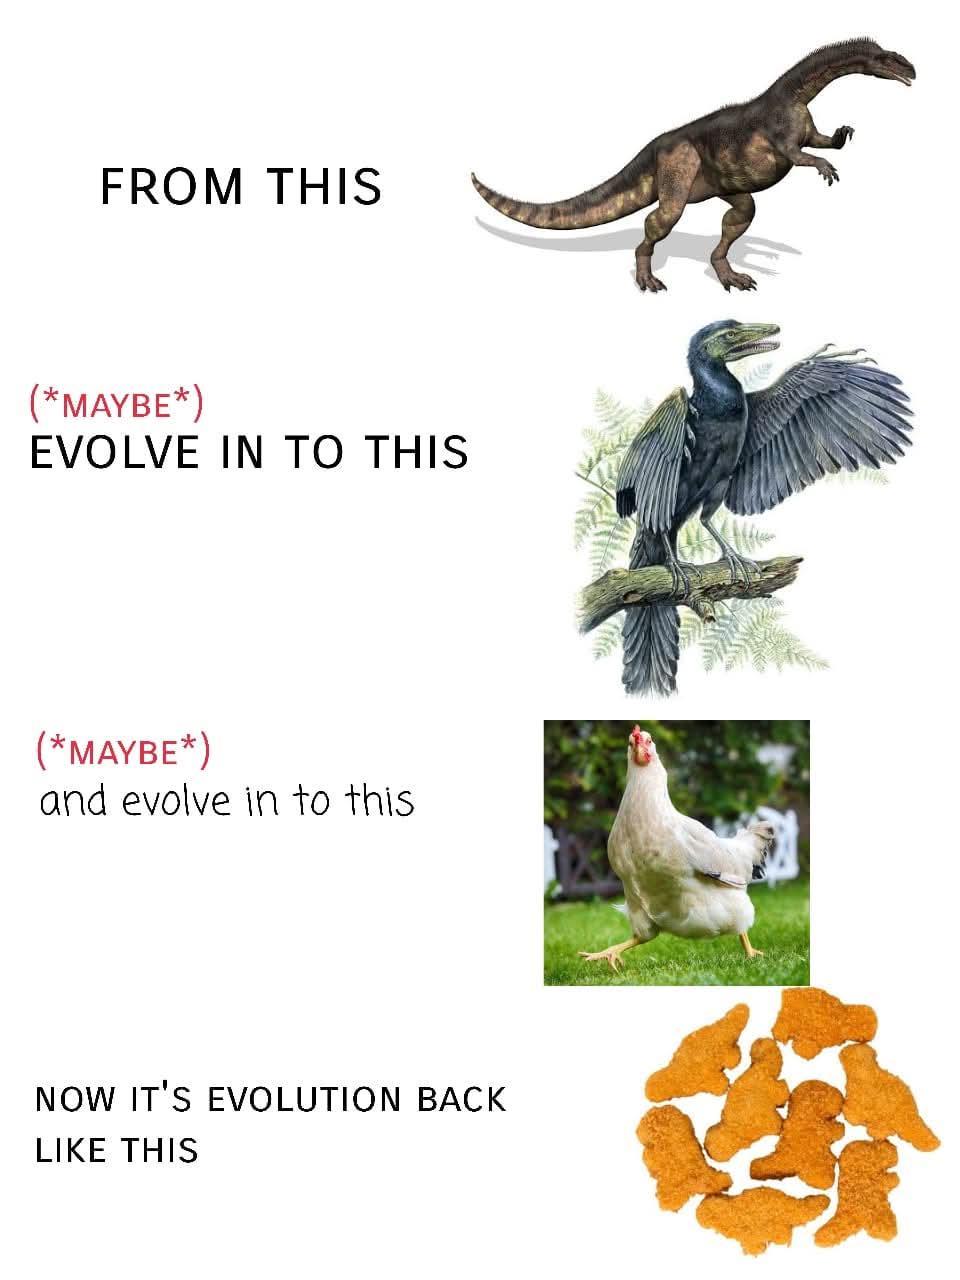 FROM THIS
(*MAYBE*)
EVOLVE IN TO THIS
(*MAYBE*)
and evolve in to this
NOW IT'S EVOLUTION BACK
LIKE THIS